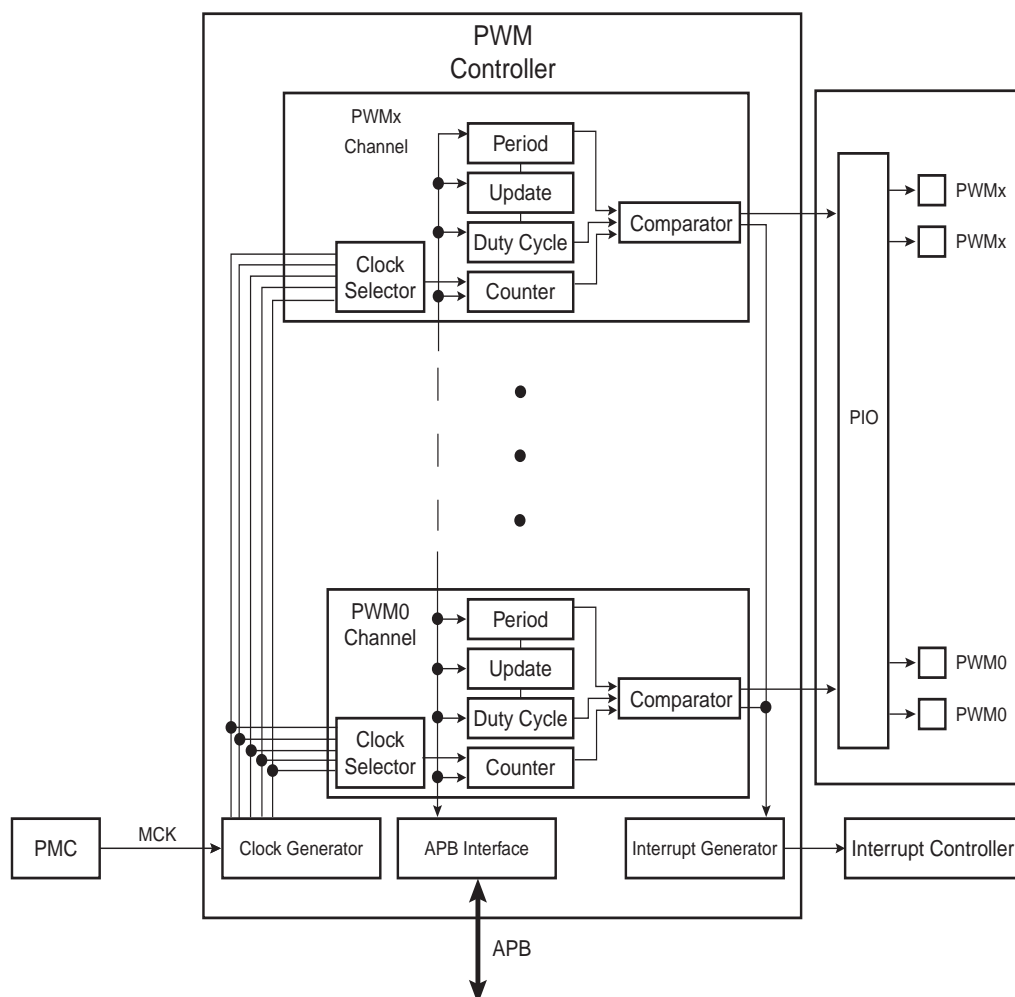 PWM
Controller
PWMx
Channel
Period
Update
Duty Cycle
Comparator
Clock
Selector
Counter
PIO
PWMx
PWMx
PWM0
Channel
Period
Update
Duty Cycle
Comparator
Clock
Selector
Counter
PWM0
PWM0
PMC
MCK
Clock Generator
APB Interface
Interrupt Generator
Interrupt Controller
APB